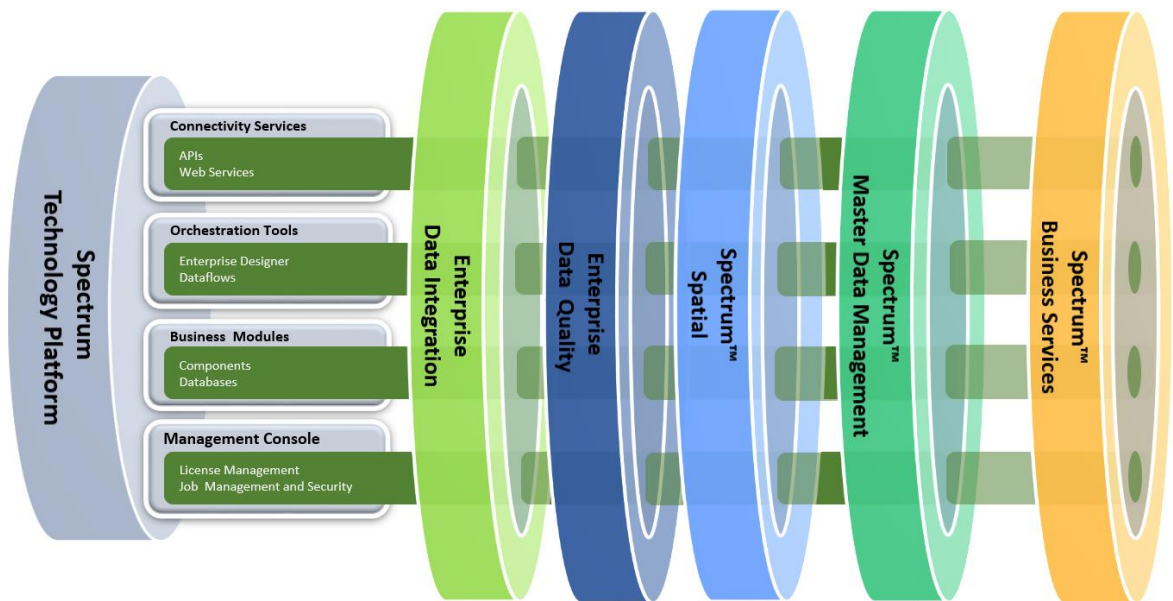 Spectrum
Technology Platform
Connectivity Services
APIs
Web Services
Orchestration Tools
Enterprise Designer
Dataflows
Business Modules
Components
Databases
Management Console
License Management
Job Management and Security
Enterprise
Data Integration
Enterprise
Data Quality
Spectrum™
Spatial
Spectrum™
Master Data Management
Spectrum™
Business Services